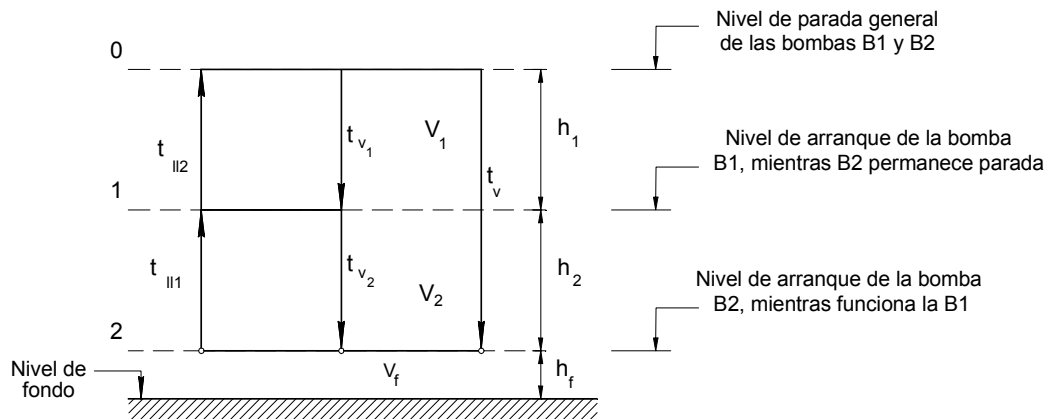 Nivel de parada general
de las bombas B1 y B2
0
t v1
V1
h1
Nivel de arranque de la bomba
B1, mientras B2 permanece parada
t ll2
t v
1
t ll1
t v2
V2
h2
Nivel de arranque de la bomba
B2, mientras funciona la B1
2
Nivel de
fondo
Vf
hf